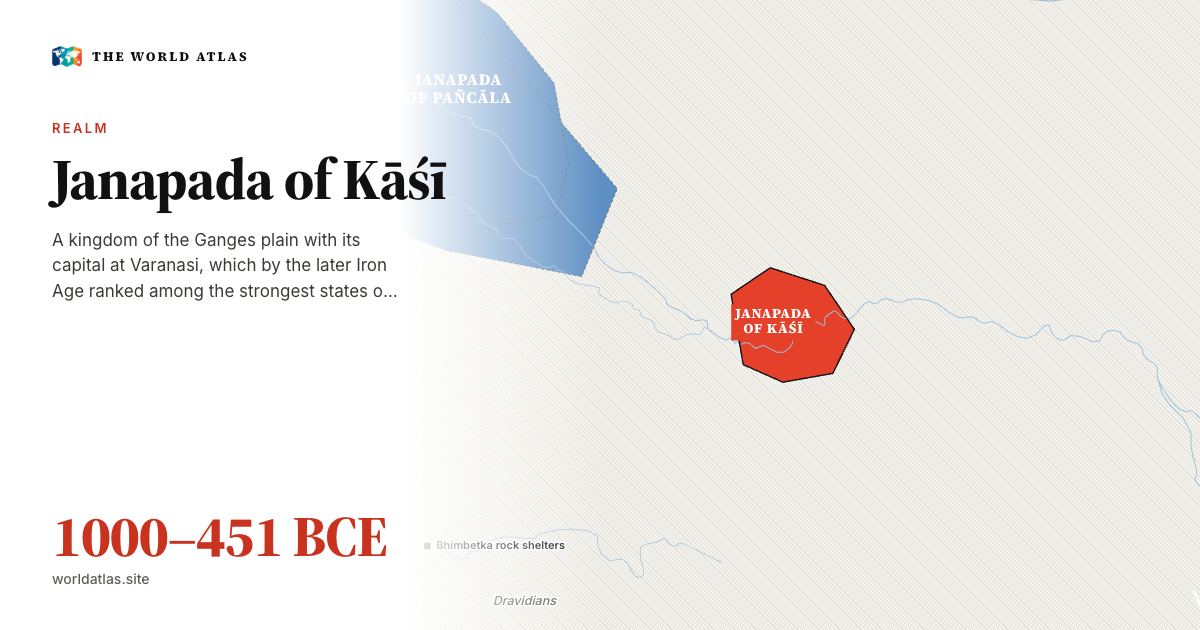 THE WORLD ATLAS
REALM
Janapada of Kāśī
A kingdom of the Ganges plain with its
capital at Varanasi, which by the later Iron
Age ranked among the strongest states o...
1000–451 BCE
worldatlas.site
JANAPADA
OF PAÑCĀLA
JANAPADA
OF KĀŚĪ
Bhimbetka rock shelters
Dravidians